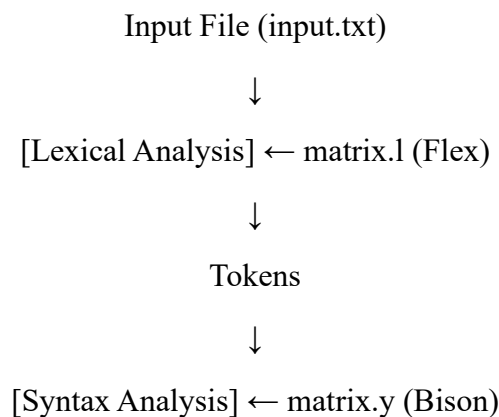 Input File (input.txt)
↓
[Lexical Analysis] ← matrix.l (Flex)
↓
Tokens
↓
[Syntax Analysis] ← matrix.y (Bison)